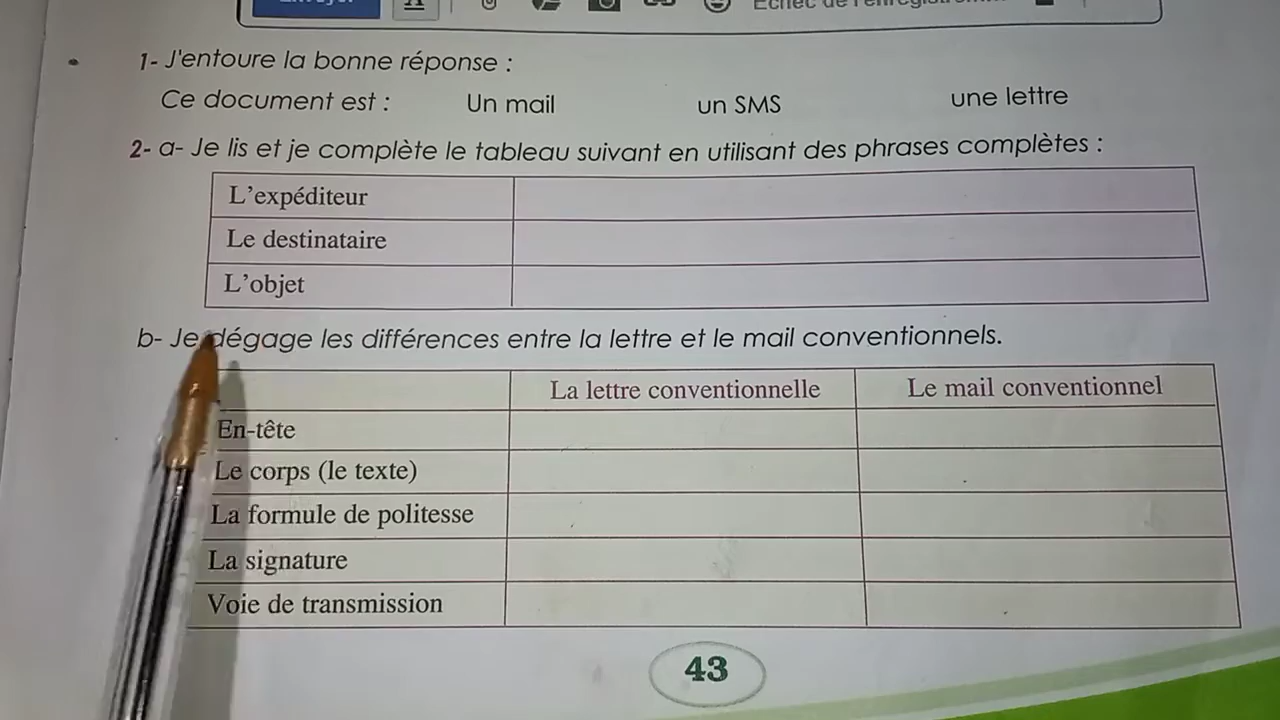 1- J'entoure la bonne réponse :
Ce document est : Un mail un SMS une lettre
2- a- Je lis et je complète le tableau suivant en utilisant des phrases complètes :
L'expéditeur
Le destinataire
L'objet
b- Je dégage les différences entre la lettre et le mail conventionnels.
La lettre conventionnelle Le mail conventionnel
En-tête
Le corps (le texte)
La formule de politesse
La signature
Voie de transmission
43